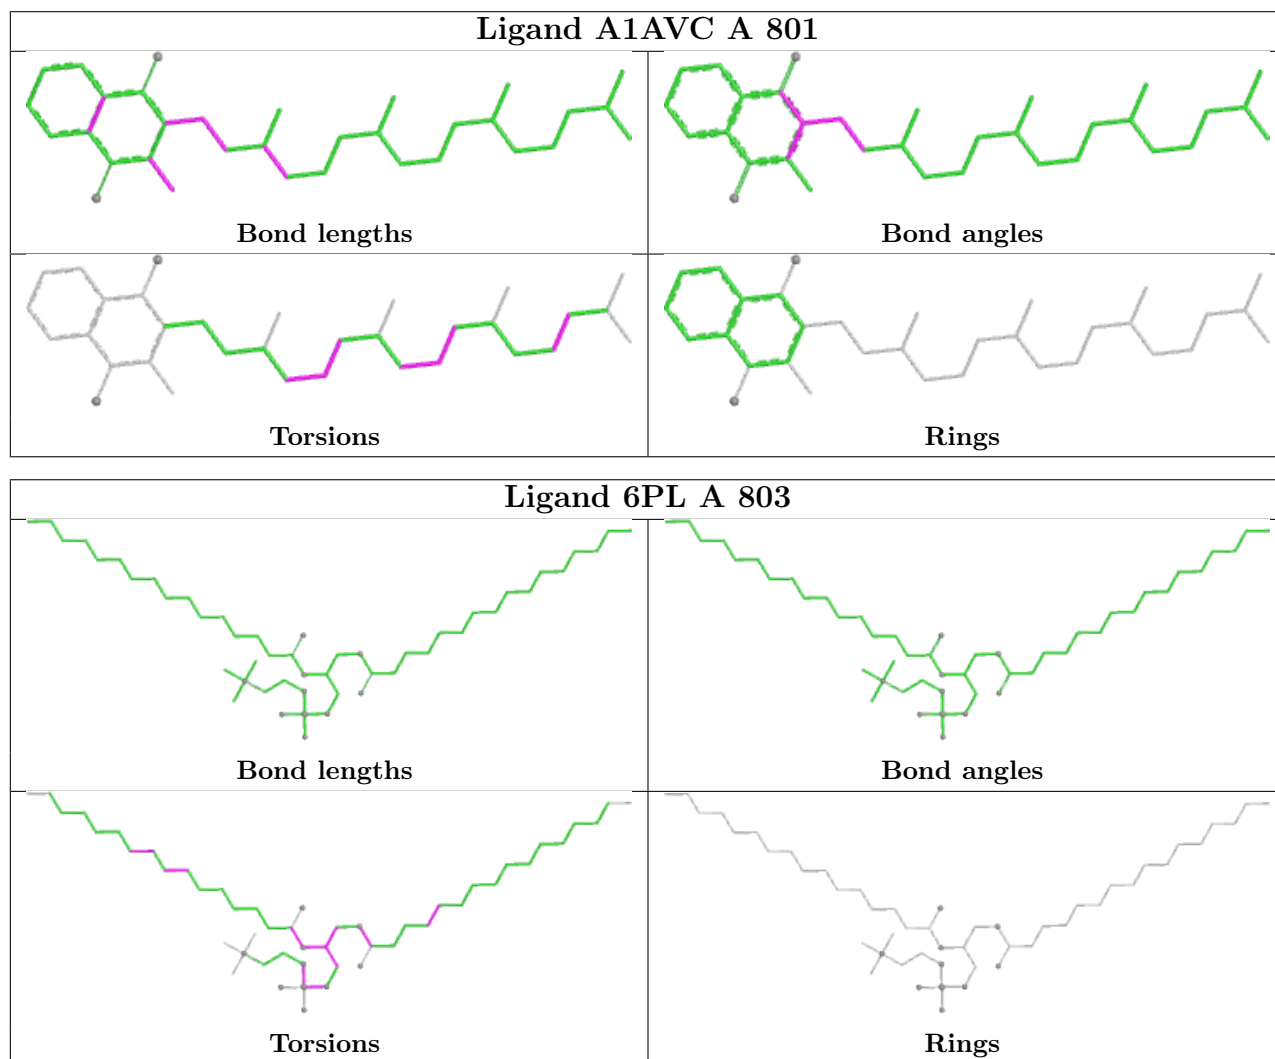 Ligand A1AVC A 801
Bond lengths
Bond angles
Torsions
Rings
Ligand 6PL A 803
Bond lengths
Bond angles
Torsions
Rings